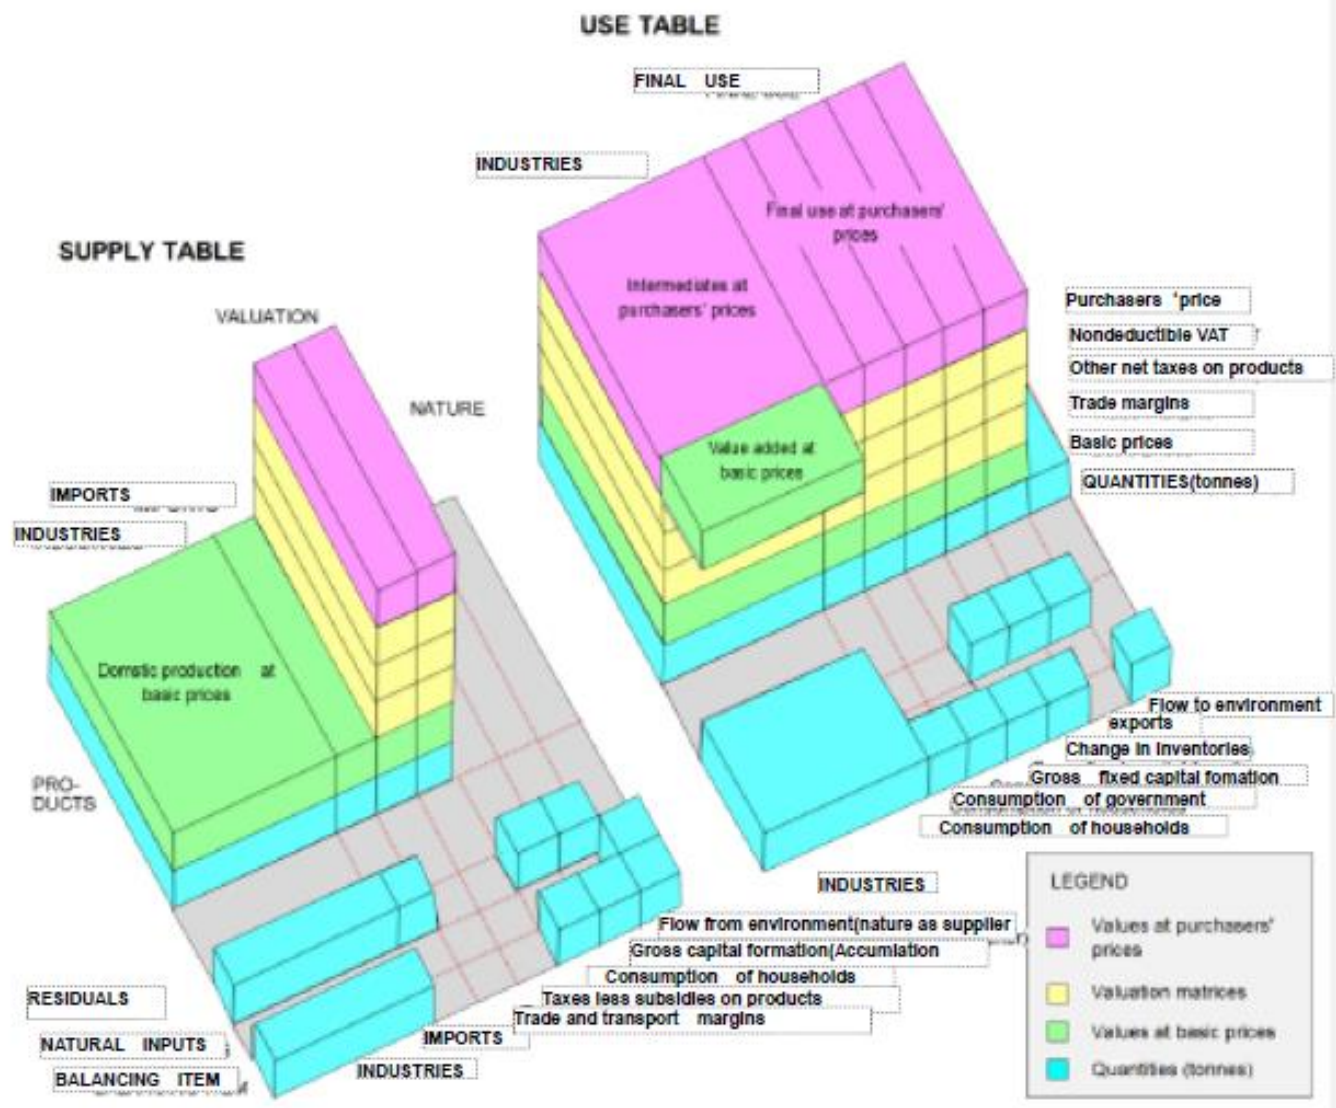 USE TABLE
FINAL USE
INDUSTRIES
Final use at purchasers'
prices
SUPPLY TABLE
Intermediates at
purchasers' prices
VALUATION
Purchasers 'price
Nondeductible VAT
Other net taxes on products
NATURE
Trade margins
Value added at
basic prices
Basic prices
QUANTITIES(tonnes)
IMPORTS
INDUSTRIES
Domstic production at
basic prices
PRO-
DUCTS
Flow to environment
exports
Change in inventories
Gross fixed capital fomation
Consumption of government
Consumption of households
INDUSTRIES
LEGEND
Values at purchasers'
prices
Valuation matrices
Values at basic prices
Quantities (tonnes)
Flow from environment(nature as supplier
Gross capital formation(Accumlation
Consumption of households
Taxes less subsidies on products
Trade and transport margins
IMPORTS
INDUSTRIES
RESIDUALS
NATURAL INPUTS
BALANCING ITEM